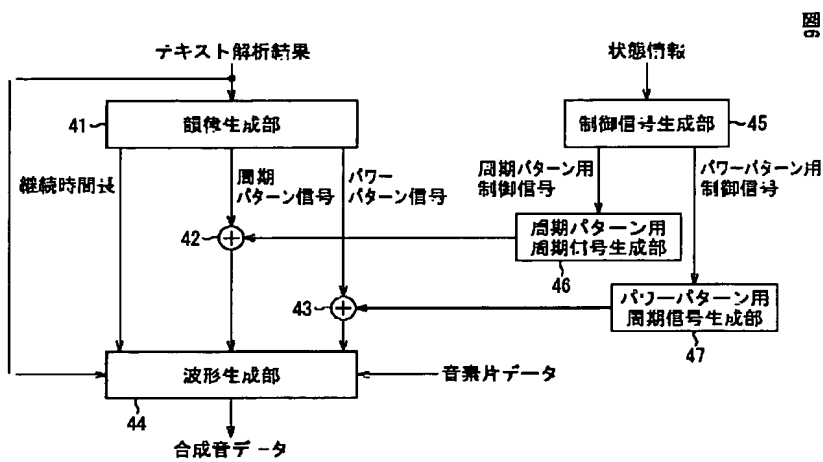 図6
テキスト解析結果
状態情報
41
韻律生成部
制御信号生成部
45
継続時間長
周期
パターン信号
パワー
パターン信号
周期パターン用
制御信号
パワーパターン用
制御信号
42
周期パターン用
周期信号生成部
46
43
パワーパターン用
周期信号生成部
47
波形生成部
音素片データ
44
合成音データ